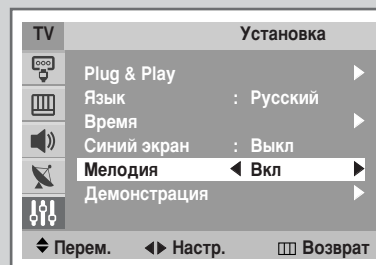 TV Установка
Plug & Play
Язык : Русский
Время
Синий экран : Выкл
Мелодия Вкл
Демонстрация
Перем. Настр. Возврат